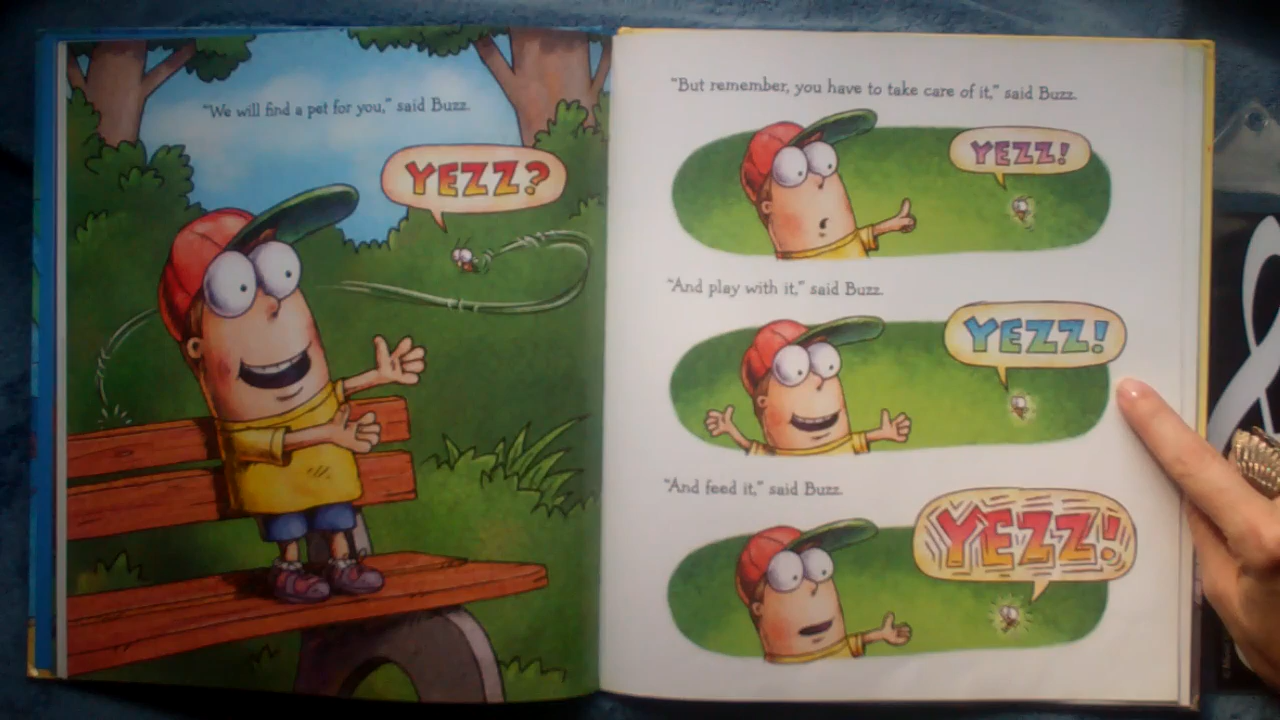 "We will find a pet for you," said Buzz.
YEZZ?
"But remember, you have to take care of it," said Buzz.
YEZZ!
"And play with it," said Buzz.
YEZZ!
"And feed it," said Buzz.
YEZZ!